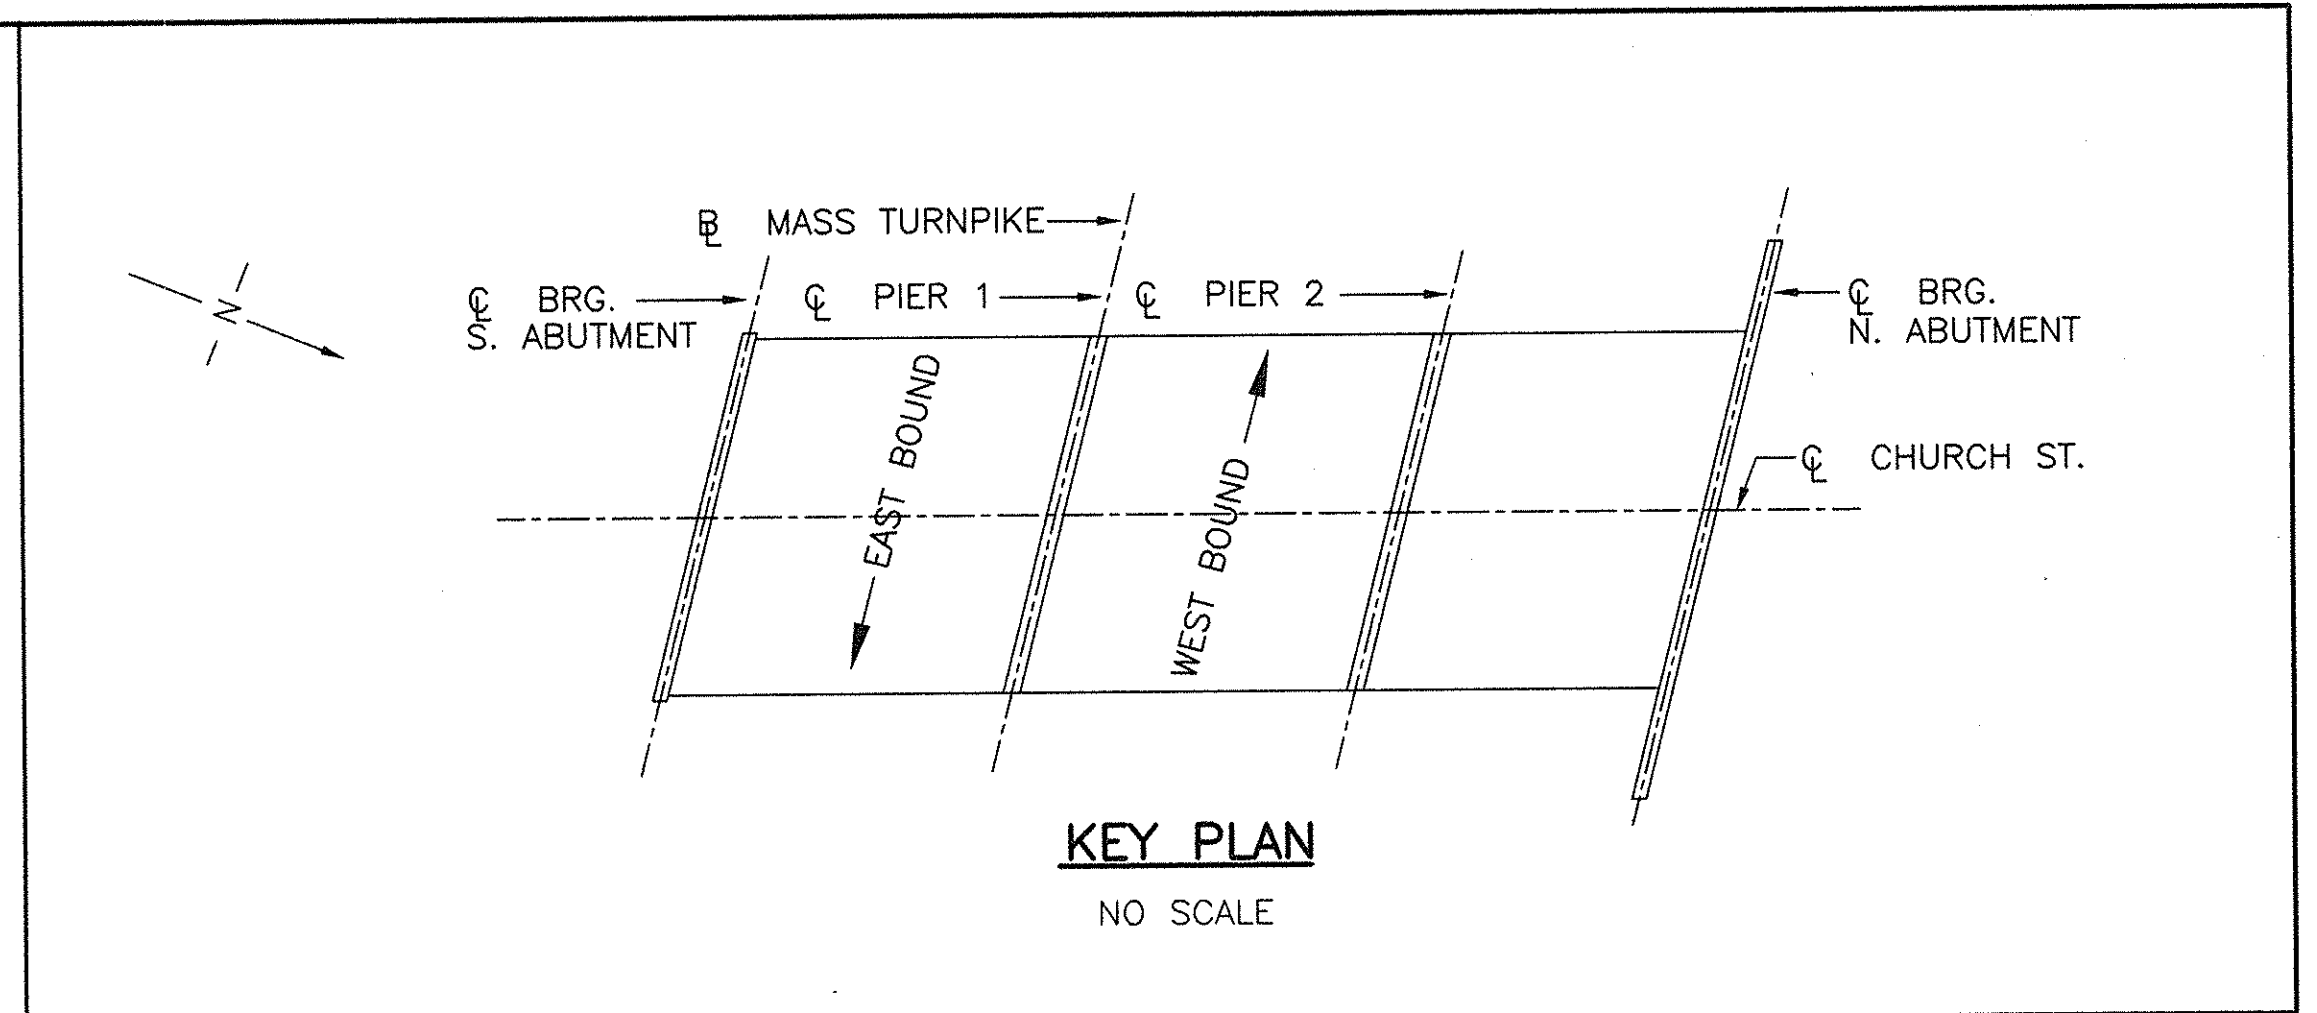 ℄ MASS TURNPIKE
℄ BRG.
S. ABUTMENT
℄ PIER 1
℄ PIER 2
℄ BRG.
N. ABUTMENT
N
EAST BOUND
WEST BOUND
℄ CHURCH ST.
KEY PLAN
NO SCALE